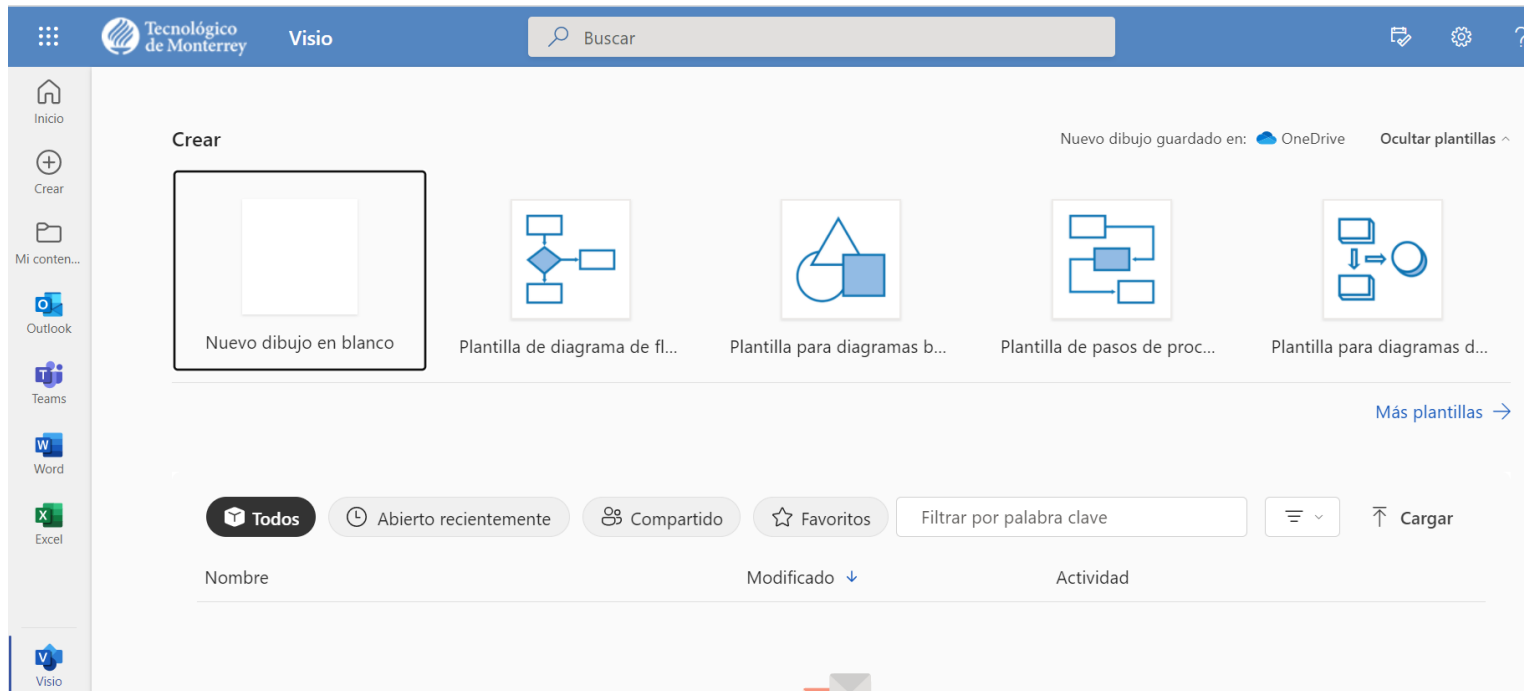 Tecnológico
de Monterrey
Visio
Buscar
Inicio
Crear
Mi conten...
Outlook
Teams
Word
Excel
Visio
Crear
Nuevo dibujo guardado en: OneDrive
Ocultar plantillas
Nuevo dibujo en blanco
Plantilla de diagrama de fl...
Plantilla para diagramas b...
Plantilla de pasos de proc...
Plantilla para diagramas d...
Más plantillas
Todos
Abierto recientemente
Compartido
Favoritos
Filtrar por palabra clave
Cargar
Nombre
Modificado
Actividad